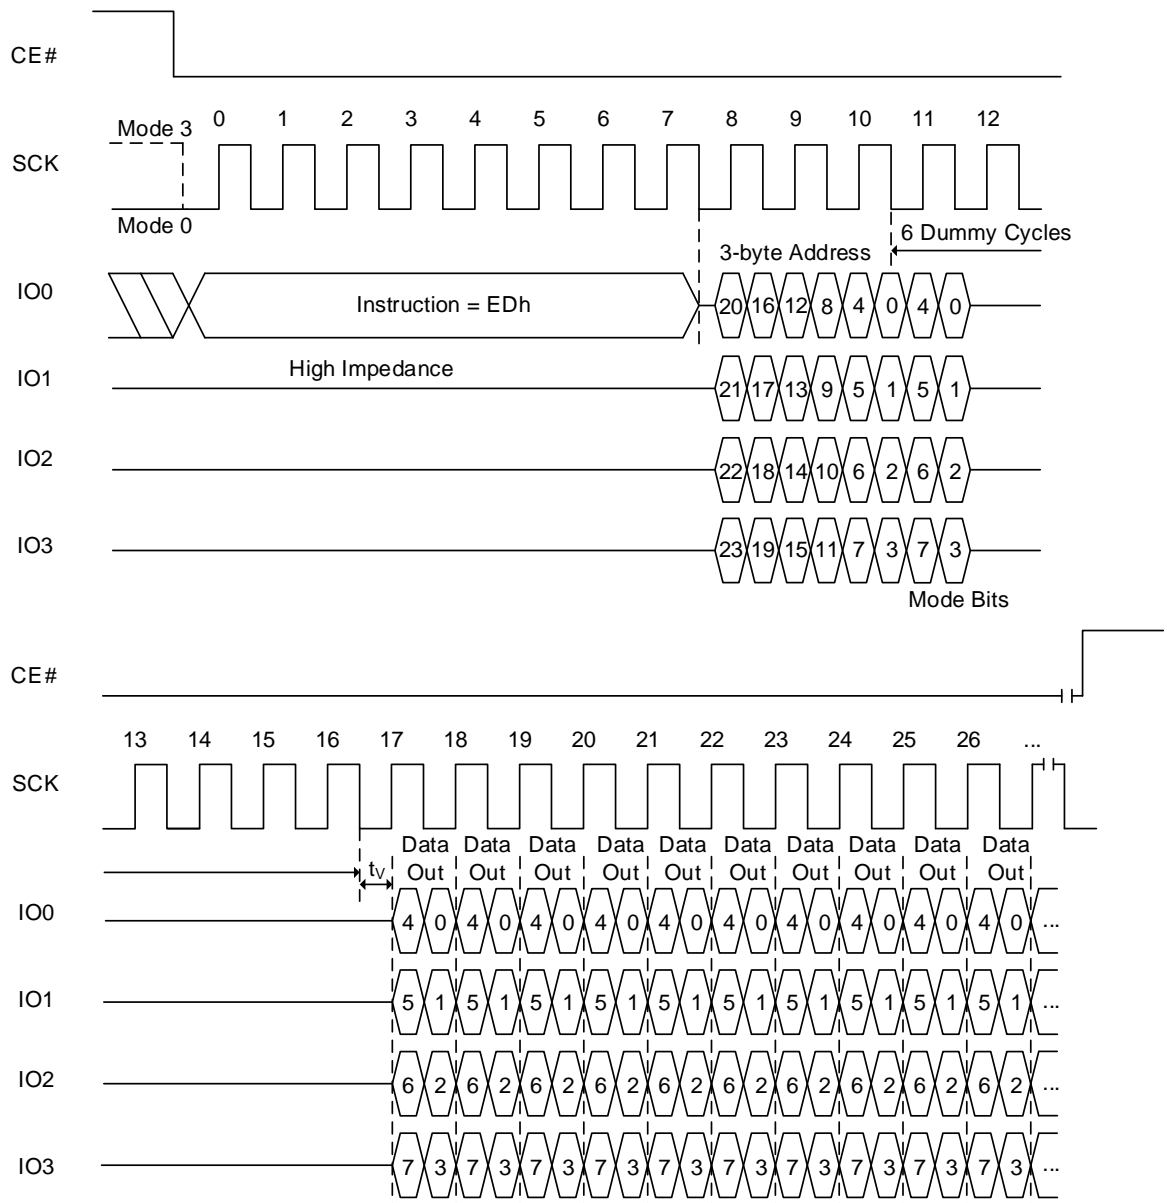 CE#
0 1 2 3 4 5 6 7 8 9 10 11 12
Mode 3
SCK
Mode 0
6 Dummy Cycles
3-byte Address
IO0
Instruction = EDh
20 16 12 8 4 0 4 0
High Impedance
IO1
21 17 13 9 5 1 5 1
IO2
22 18 14 10 6 2 6 2
IO3
23 19 15 11 7 3 7 3
Mode Bits
CE#
13 14 15 16 17 18 19 20 21 22 23 24 25 26 ...
SCK
Data Data Data Data Data Data Data Data Data Data
tV Out Out Out Out Out Out Out Out Out Out
IO0 4 0 4 0 4 0 4 0 4 0 4 0 4 0 4 0 4 0 4 0 ...
IO1 5 1 5 1 5 1 5 1 5 1 5 1 5 1 5 1 5 1 5 1 ...
IO2 6 2 6 2 6 2 6 2 6 2 6 2 6 2 6 2 6 2 6 2 ...
IO3 7 3 7 3 7 3 7 3 7 3 7 3 7 3 7 3 7 3 7 3 ...